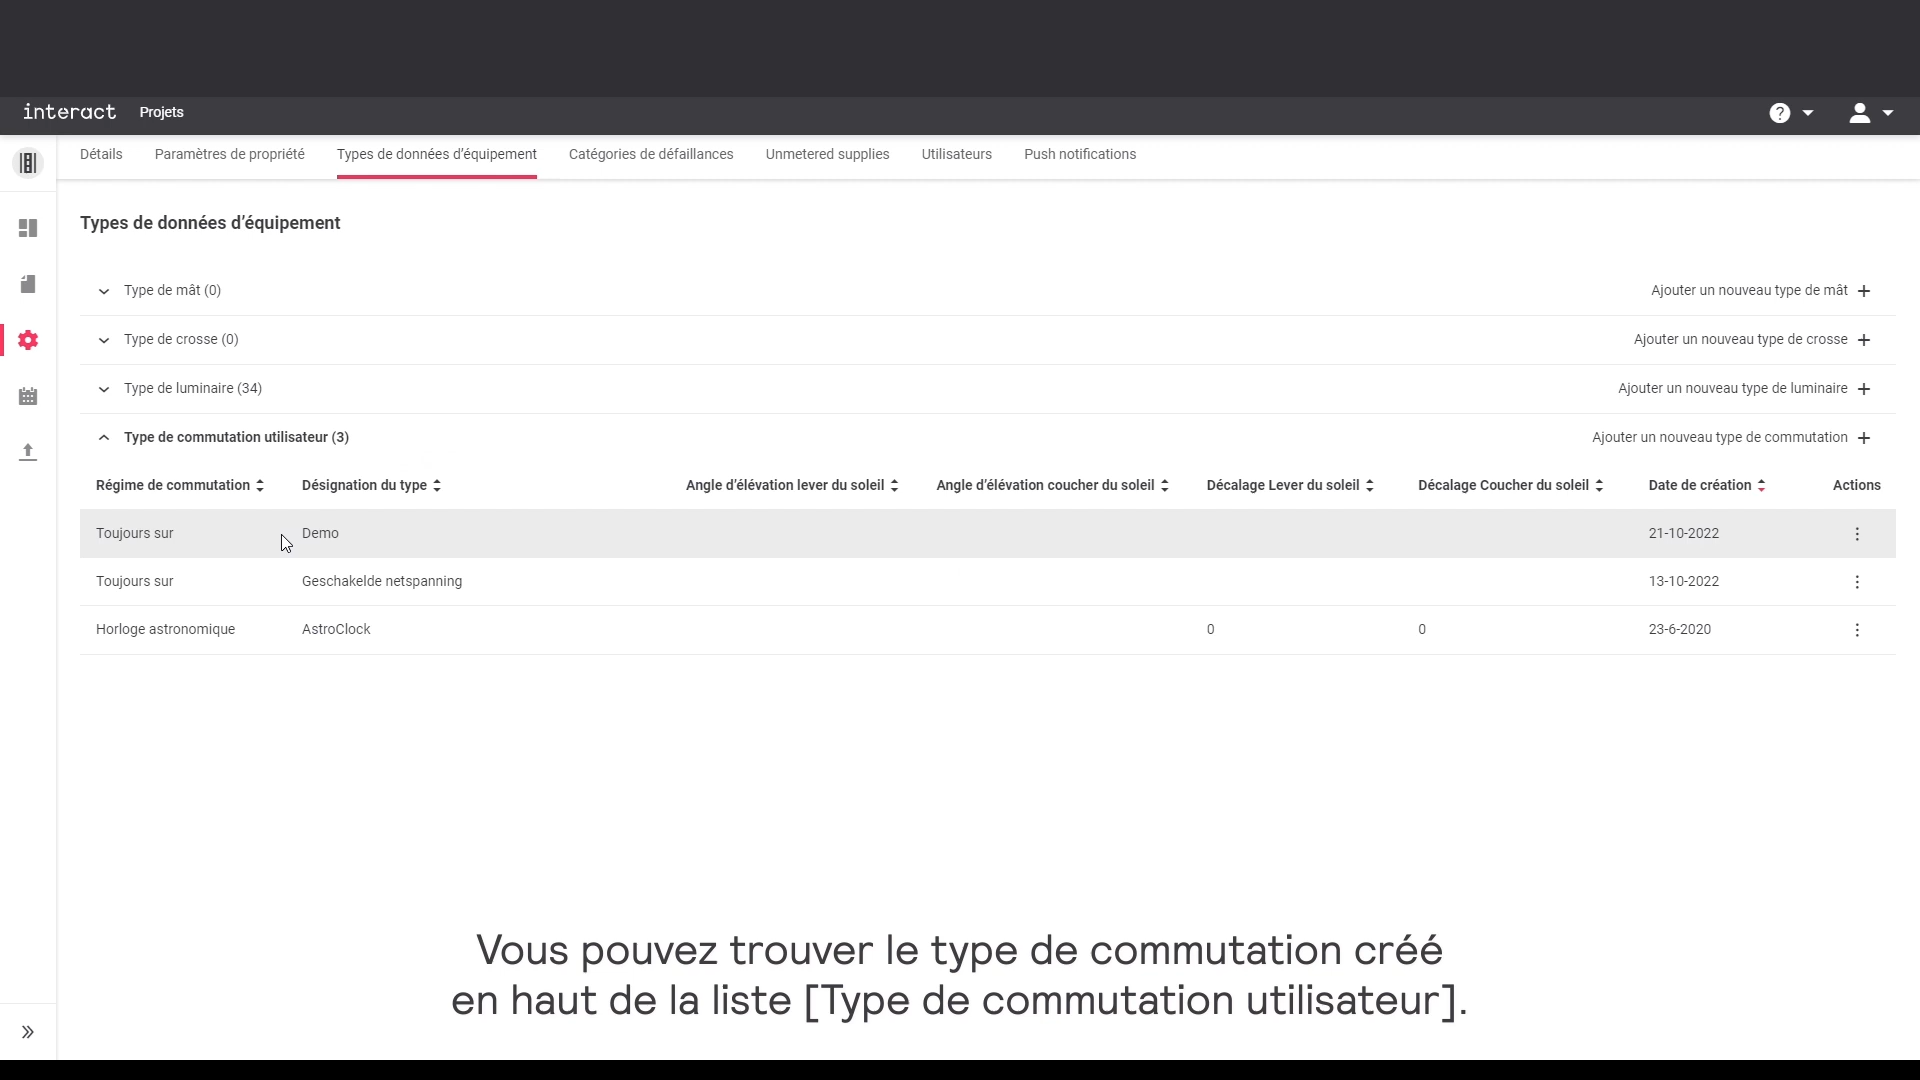 interact Projets
Détails Paramètres de propriété Types de données d’équipement Catégories de défaillances Unmetered supplies Utilisateurs Push notifications
Types de données d’équipement
Type de mât (0) Ajouter un nouveau type de mât +
Type de crosse (0) Ajouter un nouveau type de crosse +
Type de luminaire (34) Ajouter un nouveau type de luminaire +
Type de commutation utilisateur (3) Ajouter un nouveau type de commutation +
Régime de commutation Désignation du type Angle d’élévation lever du soleil Angle d’élévation coucher du soleil Décalage Lever du soleil Décalage Coucher du soleil Date de création Actions
Toujours sur Demo 21-10-2022
Toujours sur Geschakelde netspanning 13-10-2022
Horloge astronomique AstroClock 0 0 23-6-2020
Vous pouvez trouver le type de commutation créé
en haut de la liste [Type de commutation utilisateur].